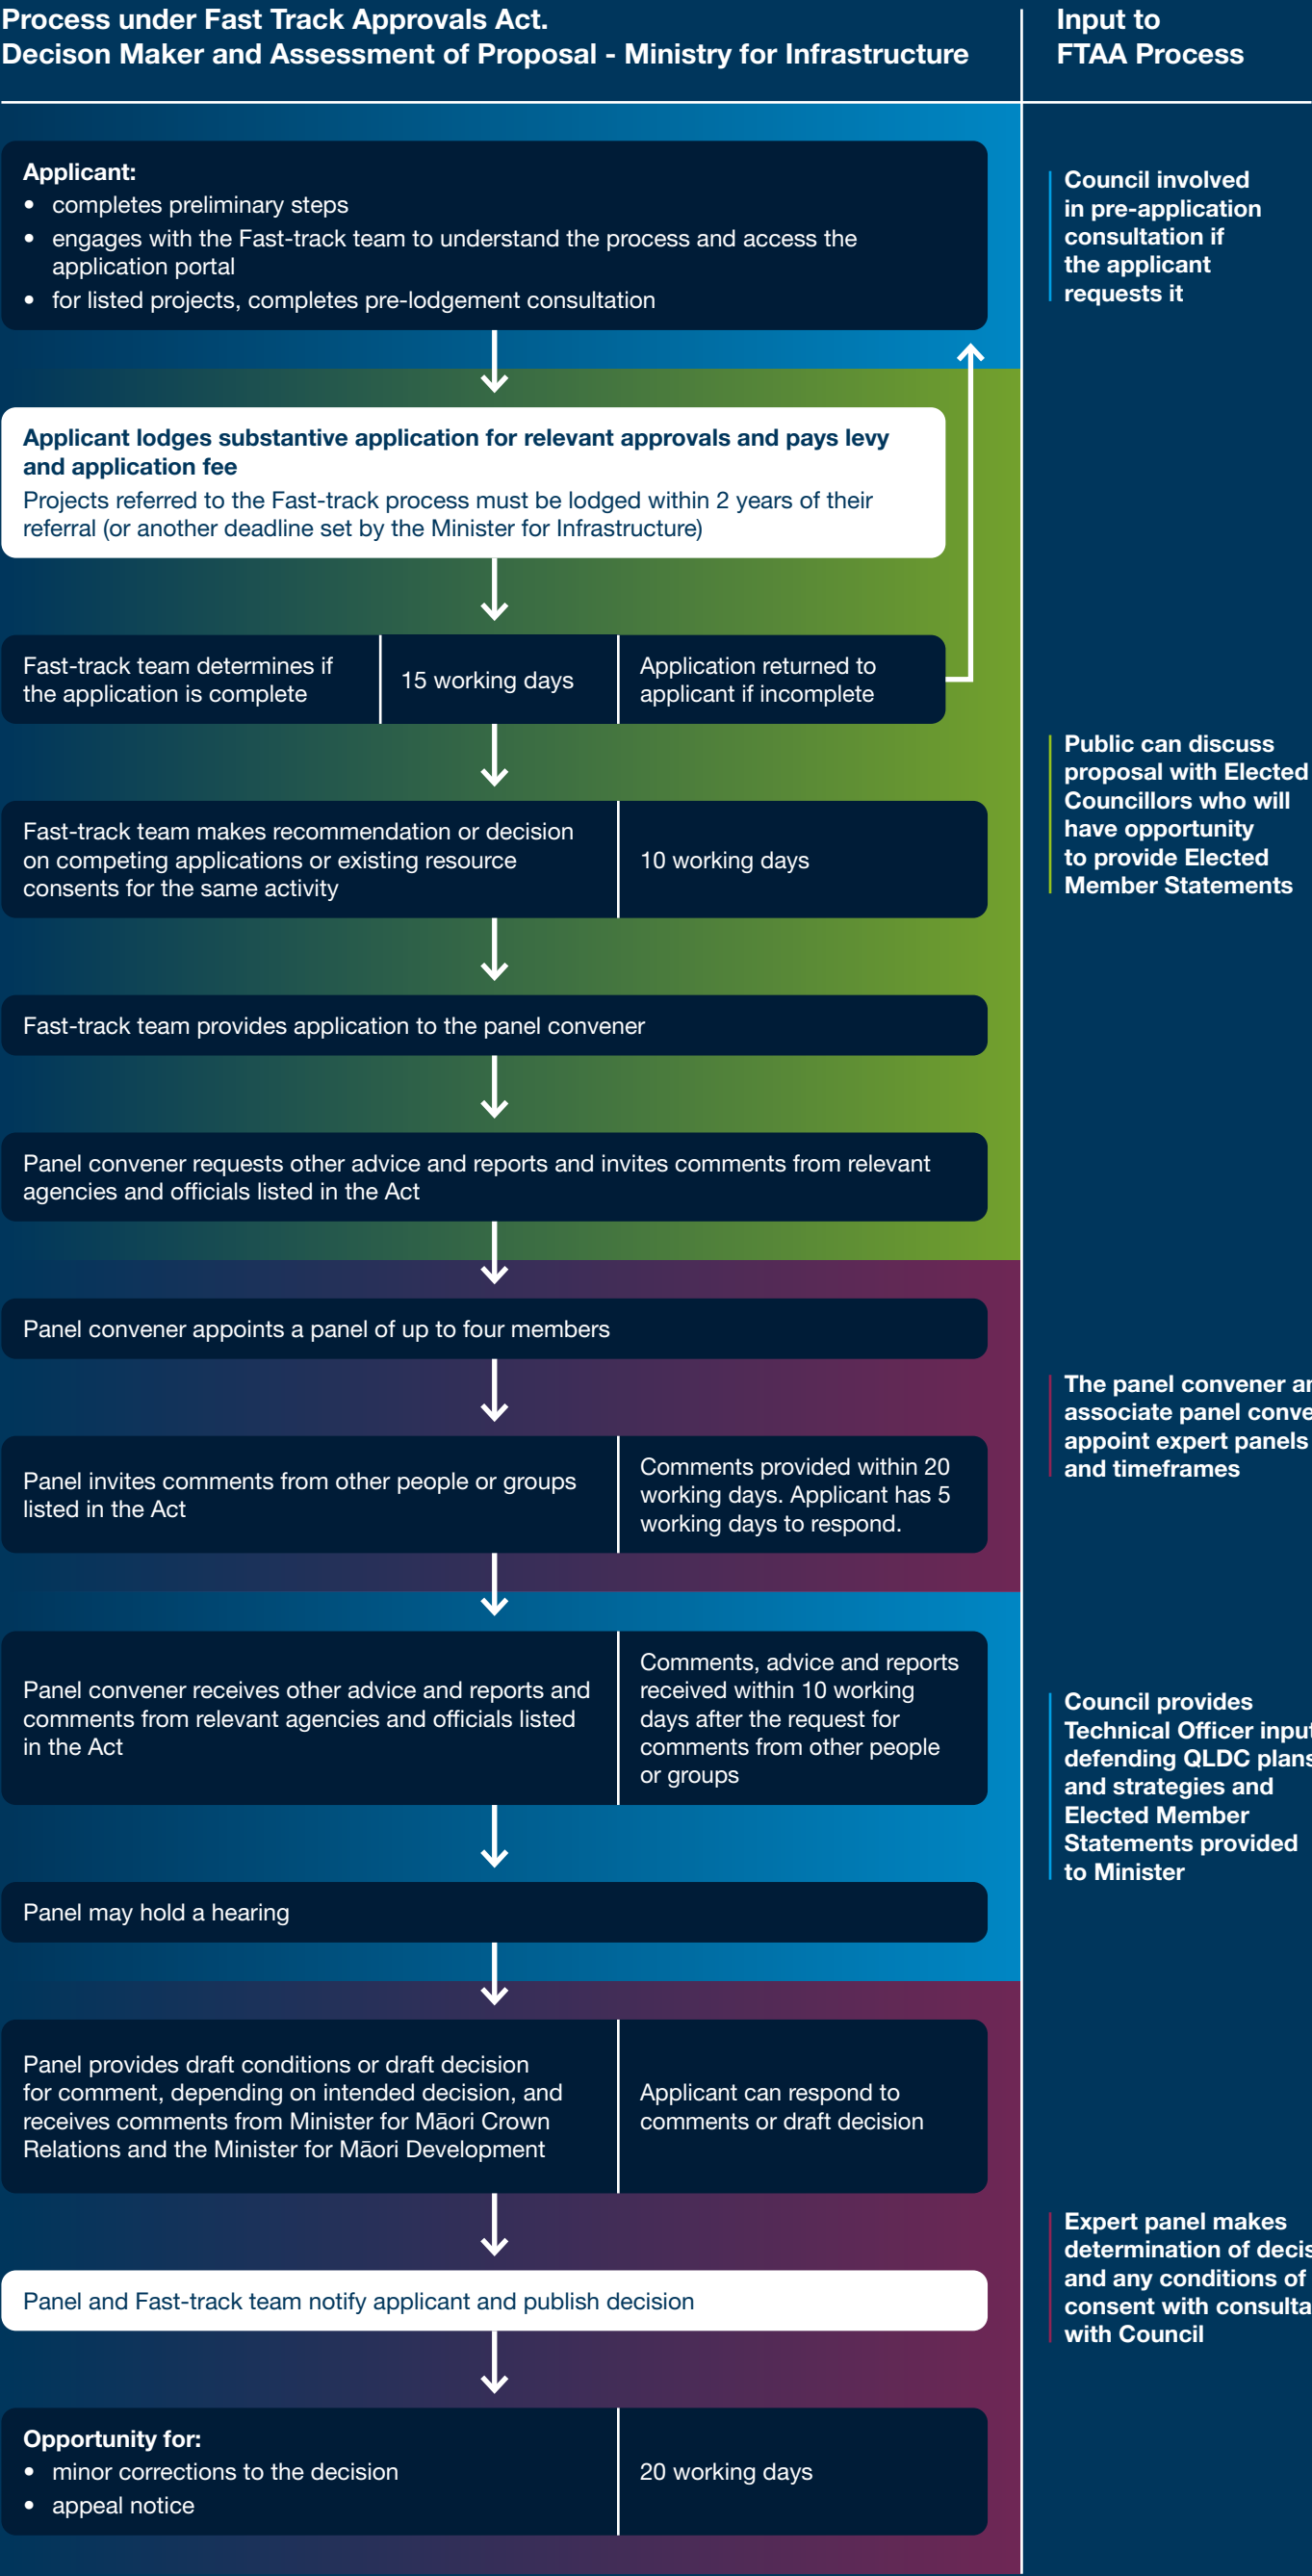 Process under Fast Track Approvals Act.
Decison Maker and Assessment of Proposal - Ministry for Infrastructure
Input to
FTAA Process
Applicant:
• completes preliminary steps
• engages with the Fast-track team to understand the process and access the
application portal
• for listed projects, completes pre-lodgement consultation
Council involved
in pre-application
consultation if
the applicant
requests it
Applicant lodges substantive application for relevant approvals and pays levy
and application fee
Projects referred to the Fast-track process must be lodged within 2 years of their
referral (or another deadline set by the Minister for Infrastructure)
Fast-track team determines if
the application is complete
15 working days
Application returned to
applicant if incomplete
Public can discuss
proposal with Elected
Councillors who will
have opportunity
to provide Elected
Member Statements
Fast-track team makes recommendation or decision
on competing applications or existing resource
consents for the same activity
10 working days
Fast-track team provides application to the panel convener
Panel convener requests other advice and reports and invites comments from relevant
agencies and officials listed in the Act
Panel convener appoints a panel of up to four members
The panel convener
associate panel
appoint expert panels
and timeframes
Panel invites comments from other people or groups
listed in the Act
Comments provided within 20
working days. Applicant has 5
working days to respond.
Panel convener receives other advice and reports and
comments from relevant agencies and officials listed
in the Act
Comments, advice and reports
received within 10 working
days after the request for
comments from other people
or groups
Council provides
Technical Officer input
defending QLDC plans
and strategies and
Elected Member
Statements provided
to Minister
Panel may hold a hearing
Panel provides draft conditions or draft decision
for comment, depending on intended decision, and
receives comments from Minister for Māori Crown
Relations and the Minister for Māori Development
Applicant can respond to
comments or draft decision
Expert panel makes
determination of
and any conditions of
consent with
with Council
Panel and Fast-track team notify applicant and publish decision
Opportunity for:
• minor corrections to the decision
• appeal notice
20 working days